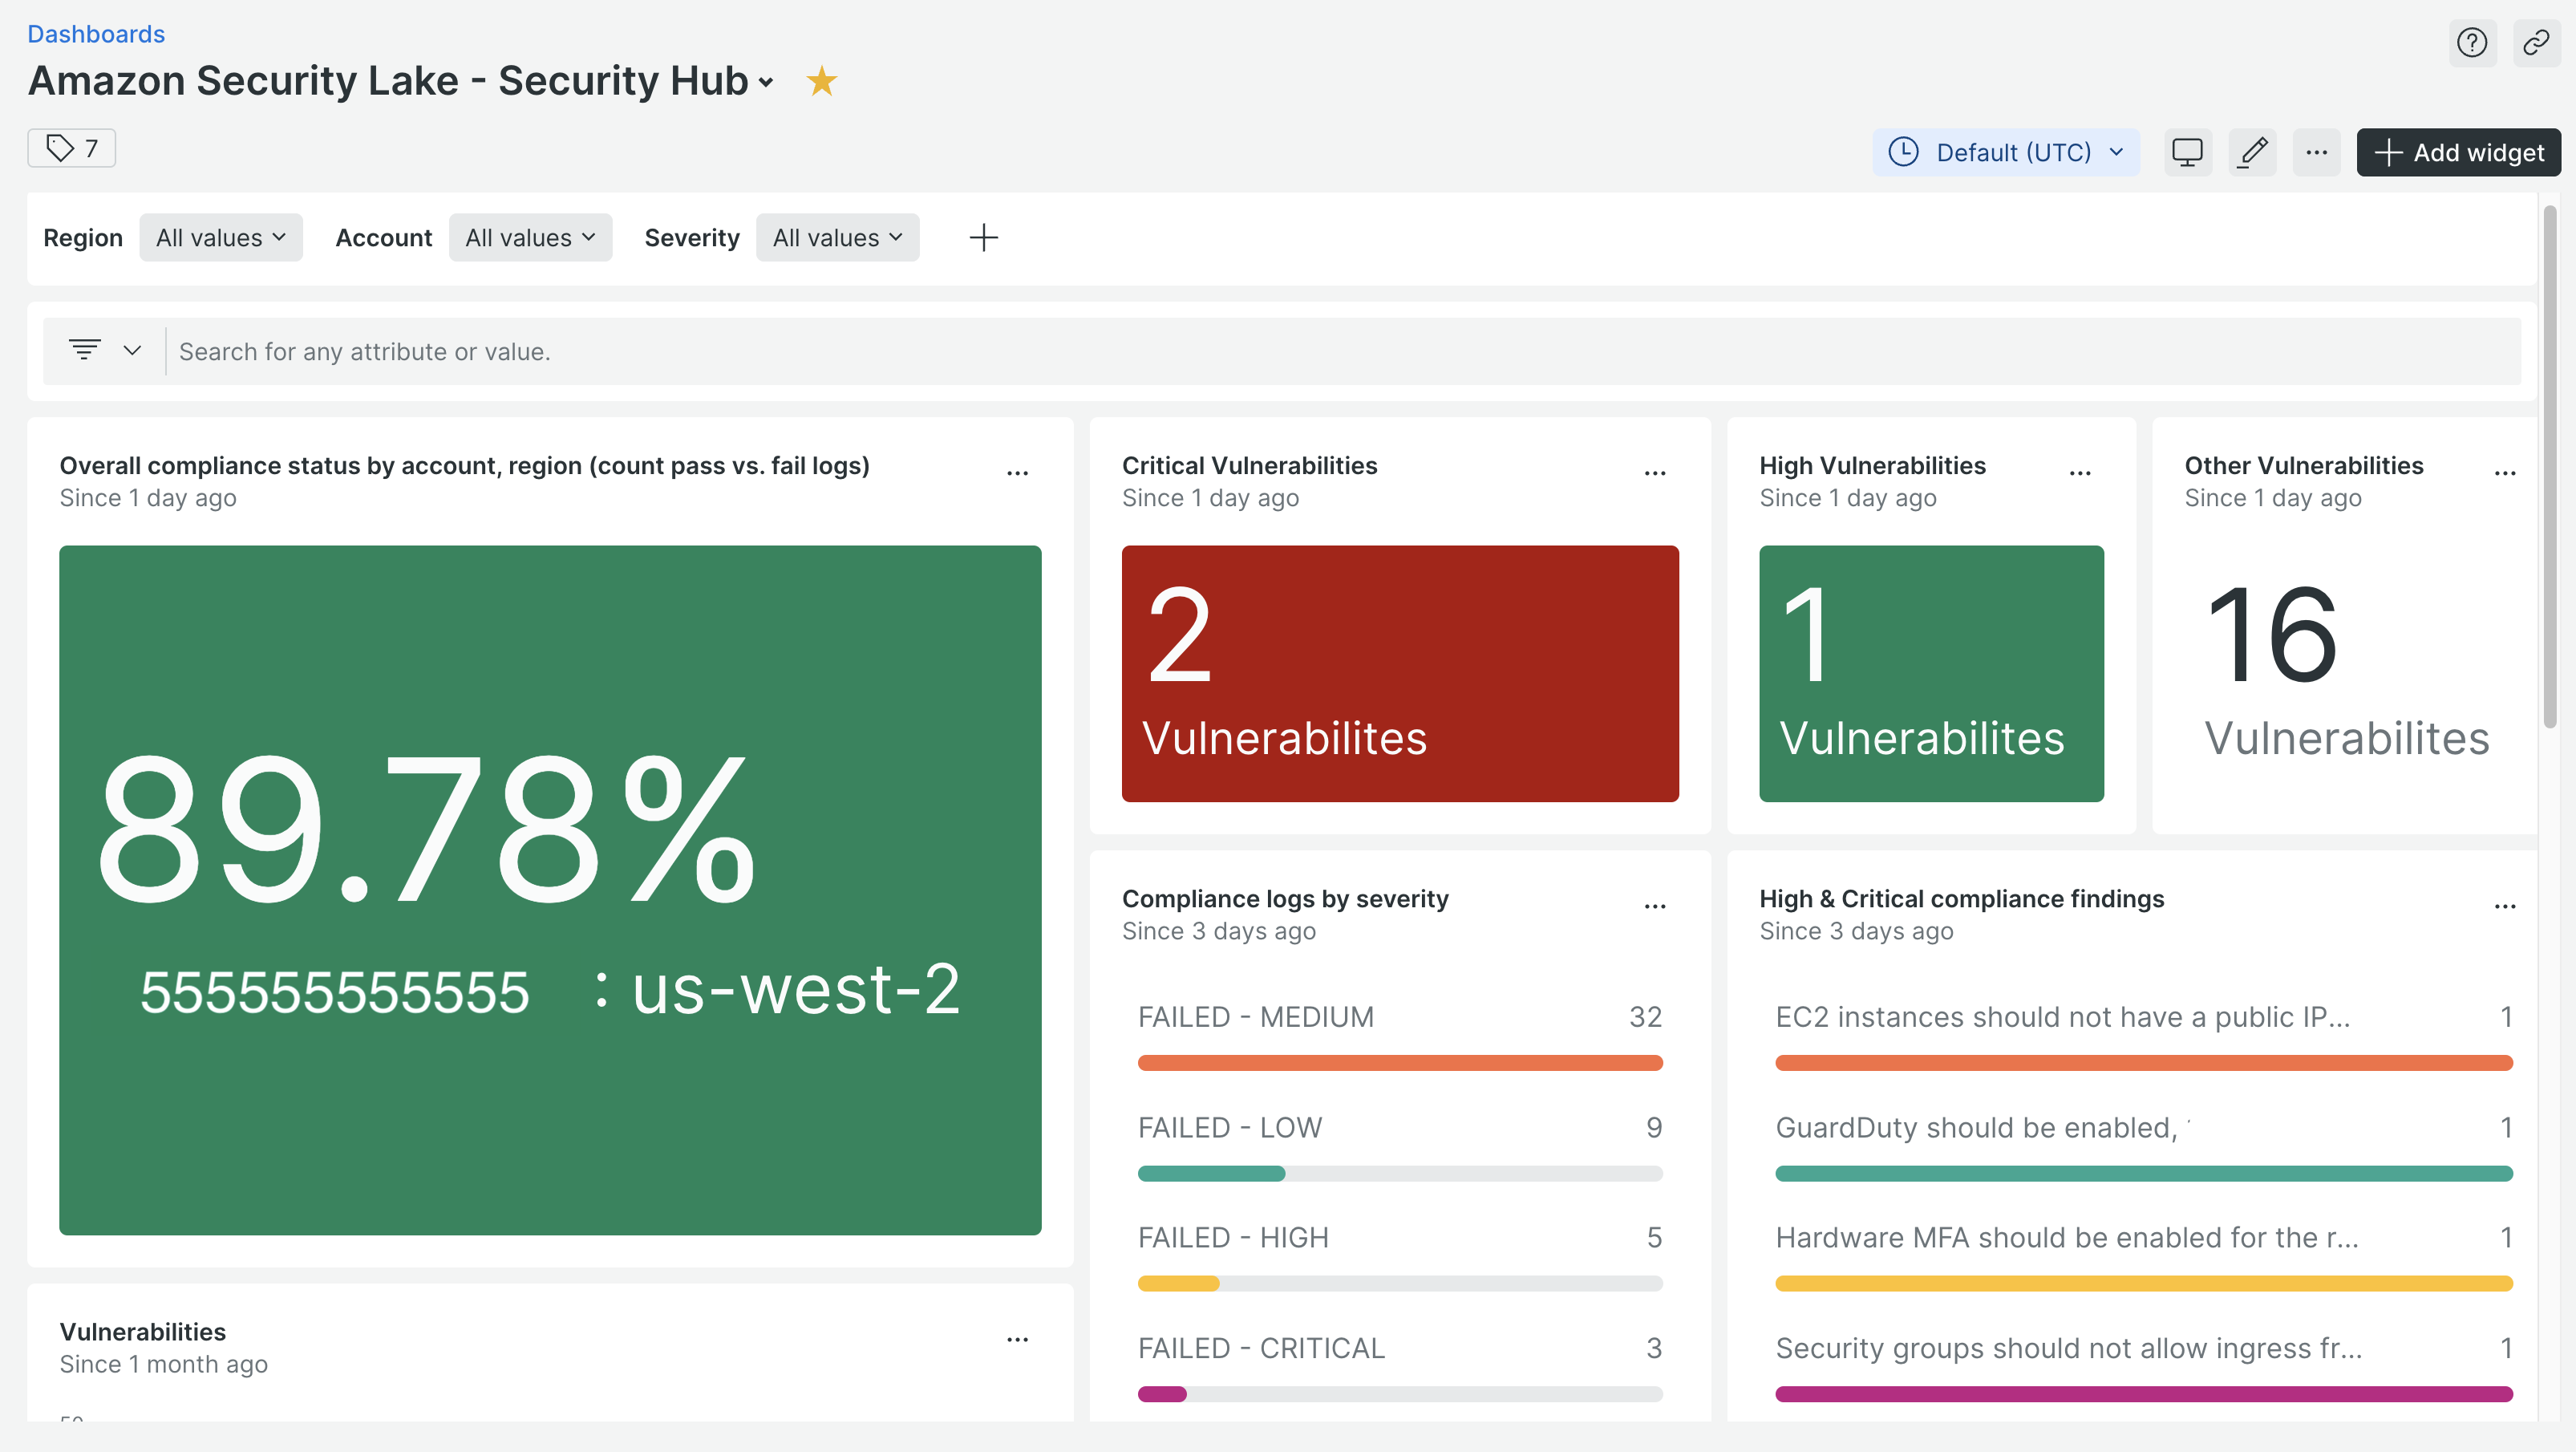 Dashboards
Amazon Security Lake - Security Hub
7
Default (UTC)
Add widget
Region All values Account All values Severity All values
Search for any attribute or value.
Overall compliance status by account, region (count pass vs. fail logs)
Since 1 day ago
89.78%
555555555555 : us-west-2
Critical Vulnerabilities
Since 1 day ago
2
Vulnerabilites
High Vulnerabilities
Since 1 day ago
1
Vulnerabilites
Other Vulnerabilities
Since 1 day ago
16
Vulnerabilites
Compliance logs by severity
Since 3 days ago
FAILED - MEDIUM 32
FAILED - LOW 9
FAILED - HIGH 5
FAILED - CRITICAL 3
High & Critical compliance findings
Since 3 days ago
EC2 instances should not have a public IP... 1
GuardDuty should be enabled, 1
Hardware MFA should be enabled for the r... 1
Security groups should not allow ingress fr... 1
Vulnerabilities
Since 1 month ago